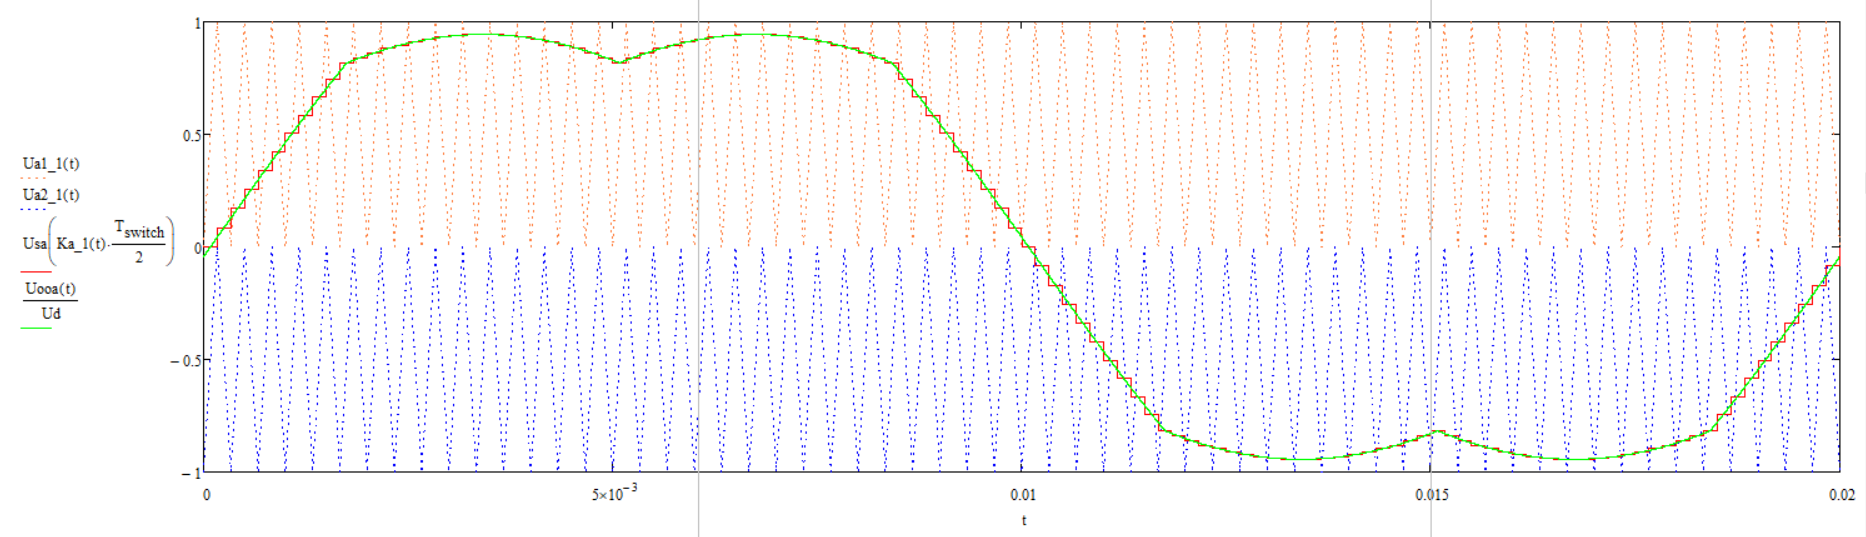 1
0.5
0
− 0.5
− 1
Ua1_1(t)
Ua2_1(t)
Usa(Ka_1(t)·Tswitch/2)
Uooa(t)
Ud
0
5×10⁻³
0.01
0.015
0.02
t